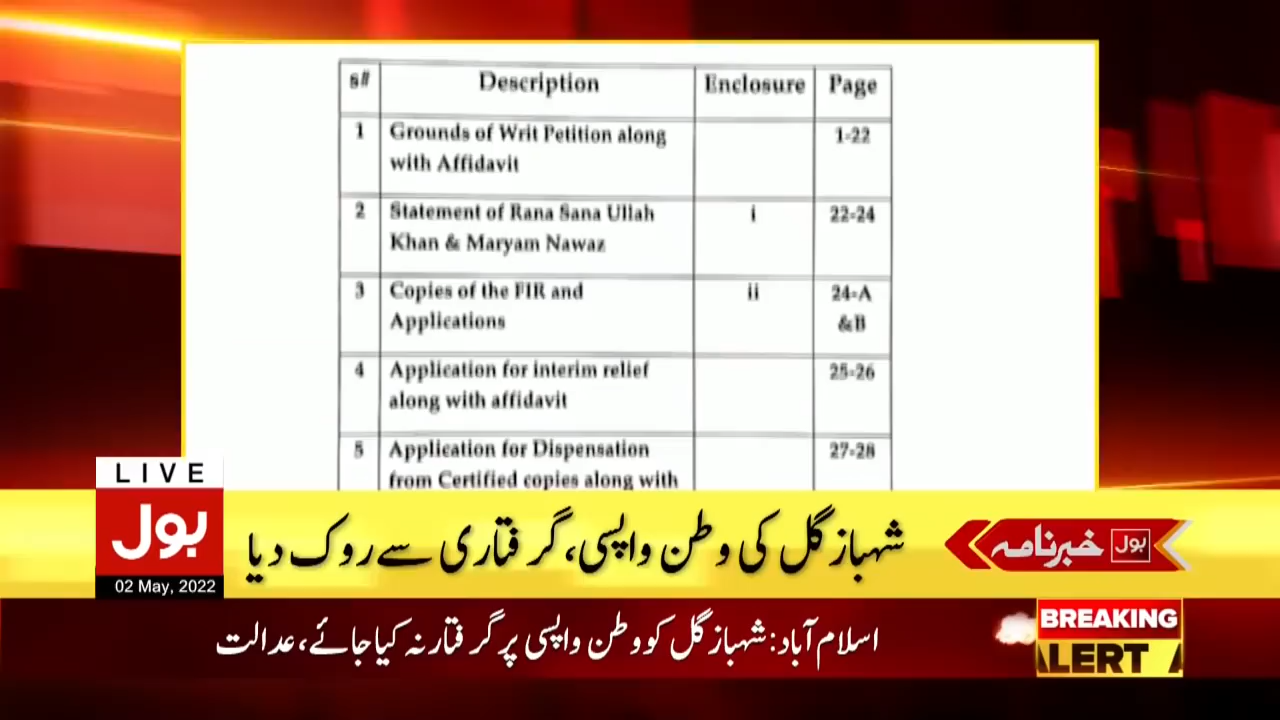 s# Description Enclosure Page
1 Grounds of Writ Petition along 1-22
with Affidavit
2 Statement of Rana Sana Ullah i 22-24
Khan & Maryam Nawaz
3 Copies of the FIR and ii 24-A
Applications &B
4 Application for interim relief 25-26
along with affidavit
5 Application for Dispensation 27-28
from Certified copies along with
LIVE
بول
02 May, 2022
شہباز گل کی وطن واپسی، گرفتاری سے روک دیا
بول خبرنامہ
اسلام آباد: شہباز گل کو وطن واپسی پر گرفتار نہ کیا جائے، عدالت
BREAKING
ALERT